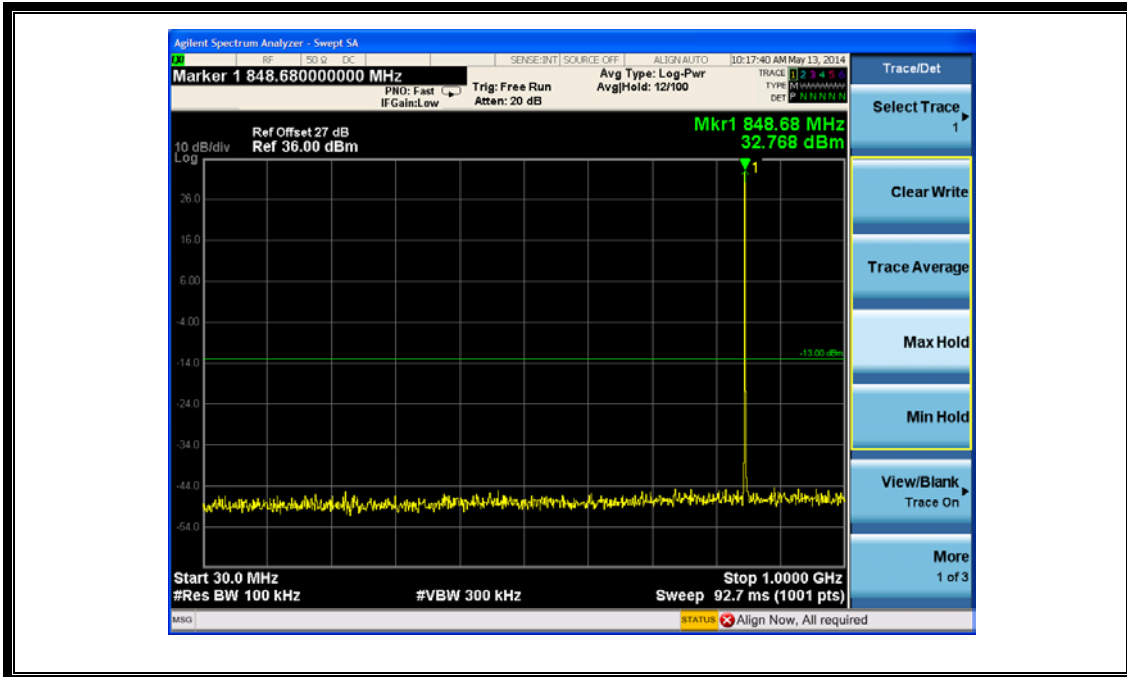 Agilent Spectrum Analyzer - Swept SA
LXI RF 50 Ω DC SENSE:INT SOURCE OFF ALIGN AUTO 10:17:40 AM May 13, 2014
Marker 1 848.680000000 MHz
PNO: Fast
IFGain:Low
Trig: Free Run
Atten: 20 dB
Avg Type: Log-Pwr
Avg|Hold: 12/100
TRACE 1 2 3 4 5 6
TYPE M WWWWW
DET P N N N N N
Mkr1 848.68 MHz
32.768 dBm
Ref Offset 27 dB
10 dB/div Ref 36.00 dBm
Log
1
26.0
16.0
6.00
-4.00
-13.00 dBm
-14.0
-24.0
-34.0
-44.0
-54.0
Start 30.0 MHz Stop 1.0000 GHz
#Res BW 100 kHz #VBW 300 kHz Sweep 92.7 ms (1001 pts)
MSG STATUS Align Now, All required
Trace/Det
Select Trace
1
Clear Write
Trace Average
Max Hold
Min Hold
View/Blank
Trace On
More
1 of 3